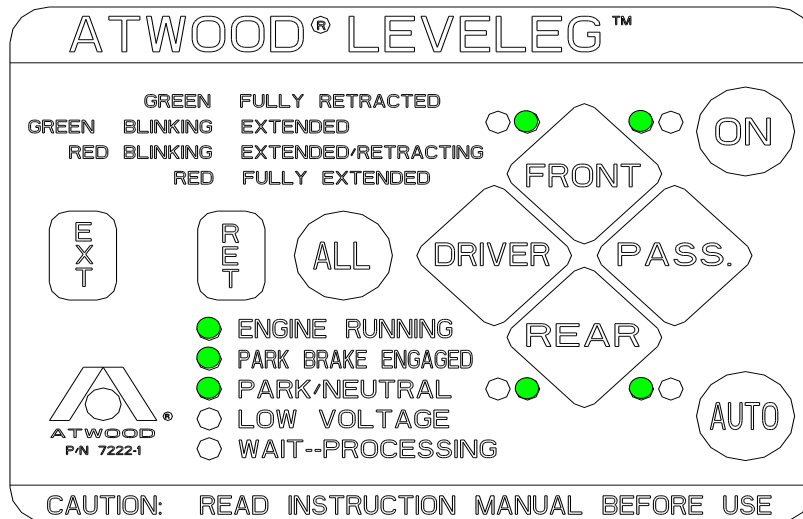 ATWOOD® LEVELEG™
GREEN FULLY RETRACTED
GREEN BLINKING EXTENDED
RED BLINKING EXTENDED/RETRACTING
RED FULLY EXTENDED
ON
FRONT
EXT
RET
ALL
DRIVER
PASS.
REAR
ENGINE RUNNING
PARK BRAKE ENGAGED
PARK/NEUTRAL
LOW VOLTAGE
WAIT--PROCESSING
AUTO
®
ATWOOD
P/N 7222-1
CAUTION: READ INSTRUCTION MANUAL BEFORE USE